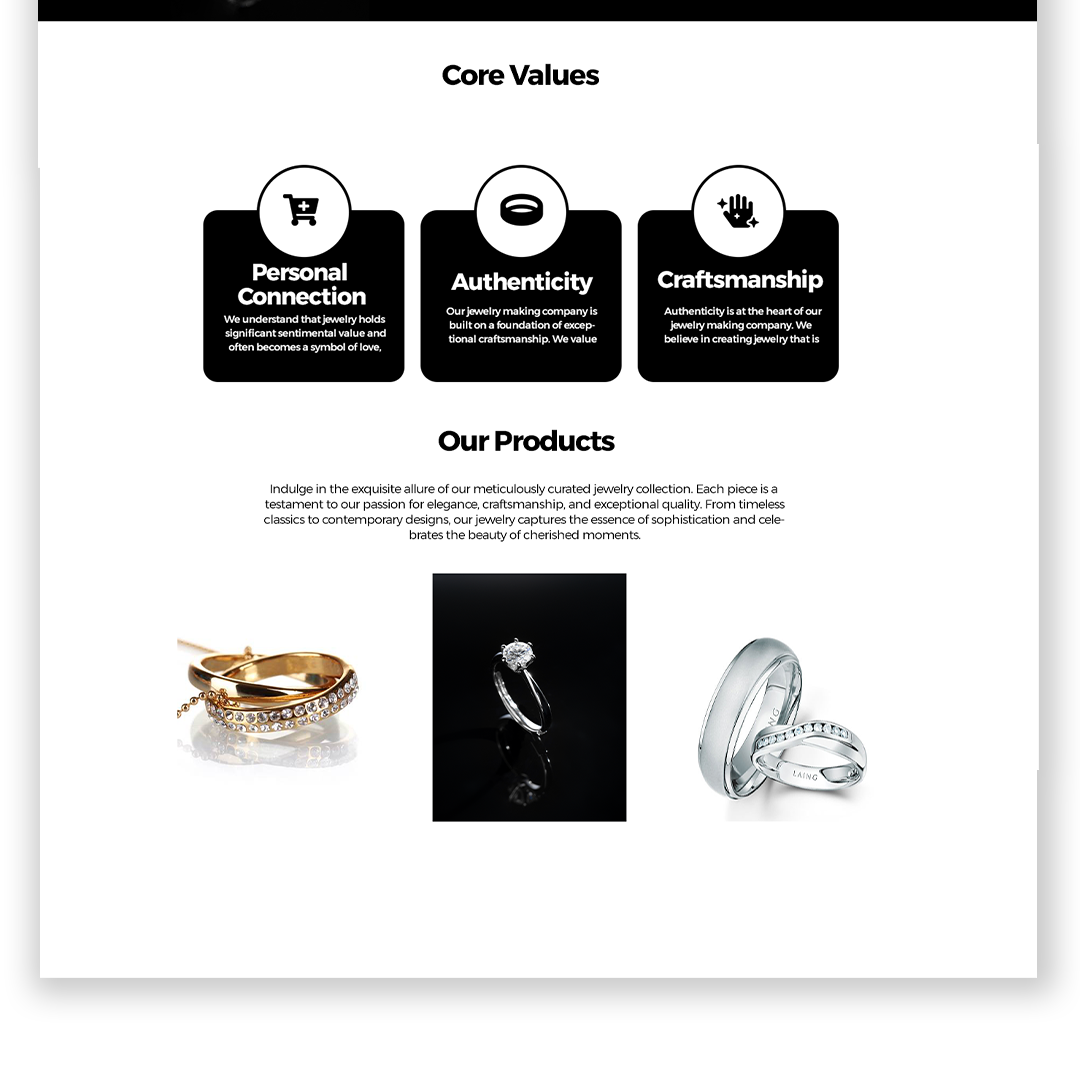 Core Values
Personal
Connection
We understand that jewelry holds
significant sentimental value and
often becomes a symbol of love,
Authenticity
Our jewelry making company is
built on a foundation of excep-
tional craftsmanship. We value
Craftsmanship
Authenticity is at the heart of our
jewelry making company. We
believe in creating jewelry that is
Our Products
Indulge in the exquisite allure of our meticulously curated jewelry collection. Each piece is a
testament to our passion for elegance, craftsmanship, and exceptional quality. From timeless
classics to contemporary designs, our jewelry captures the essence of sophistication and cele-
brates the beauty of cherished moments.
LAING